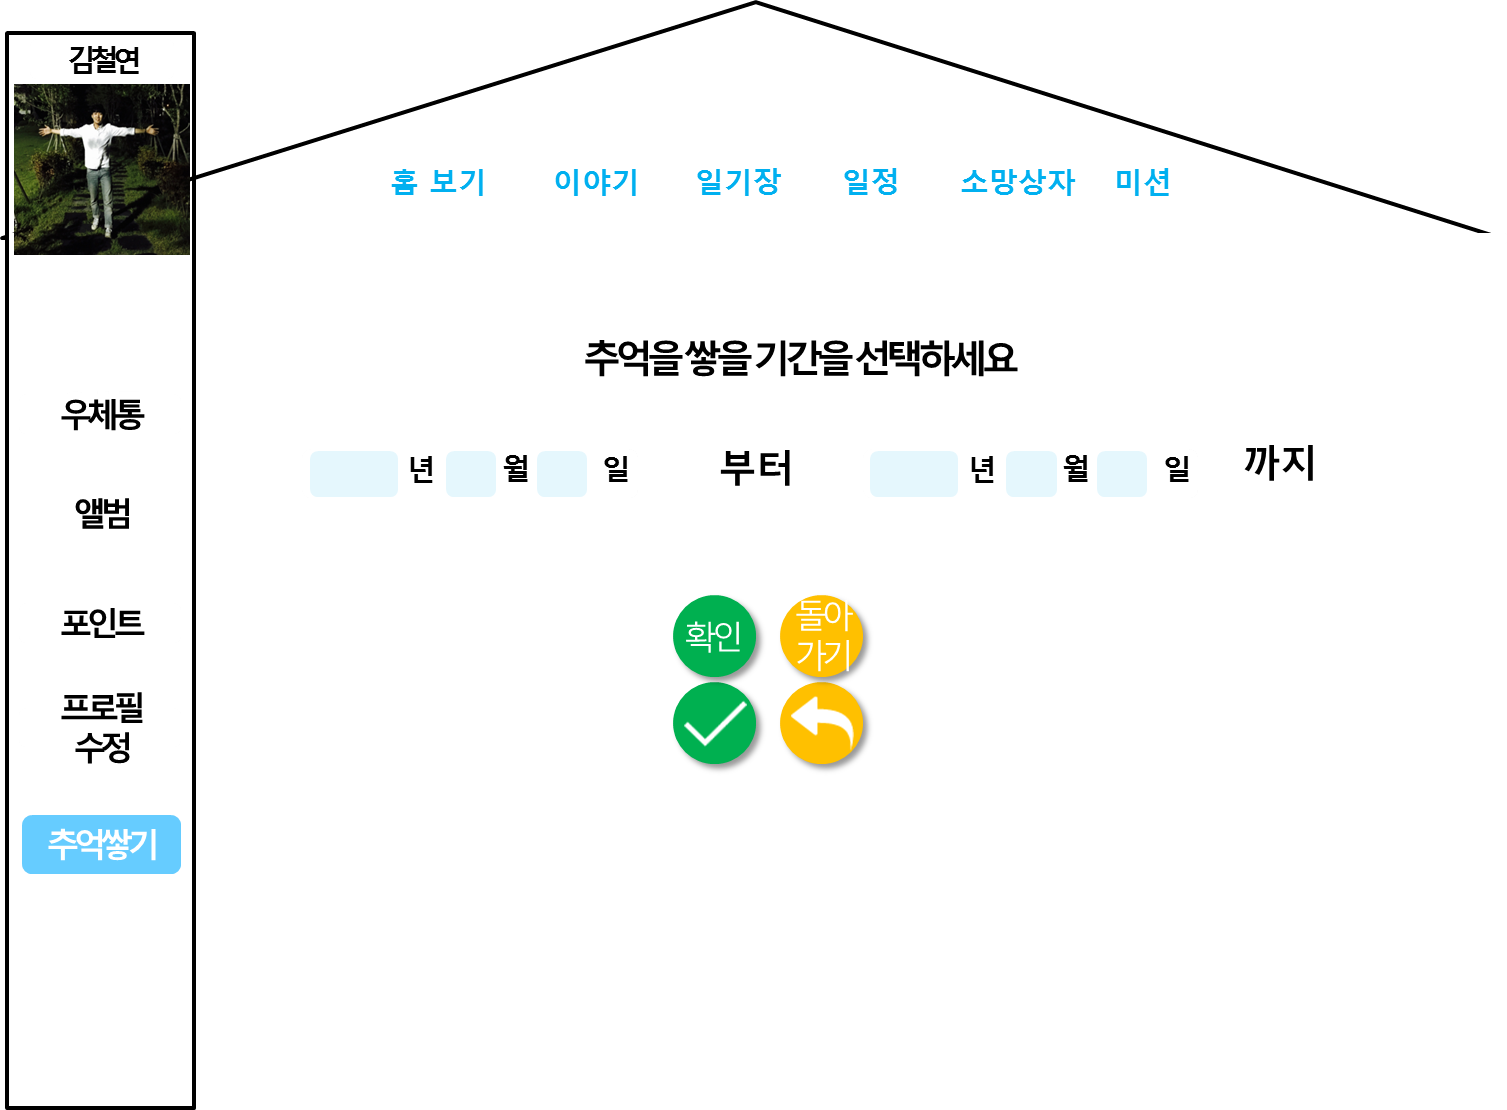 김철연
홈 보기 이야기 일기장 일정 소망상자 미션
추억을 쌓을 기간을 선택하세요
년 월 일 부터 년 월 일 까지
확인
돌아
가기
우체통
앨범
포인트
프로필
수정
추억쌓기